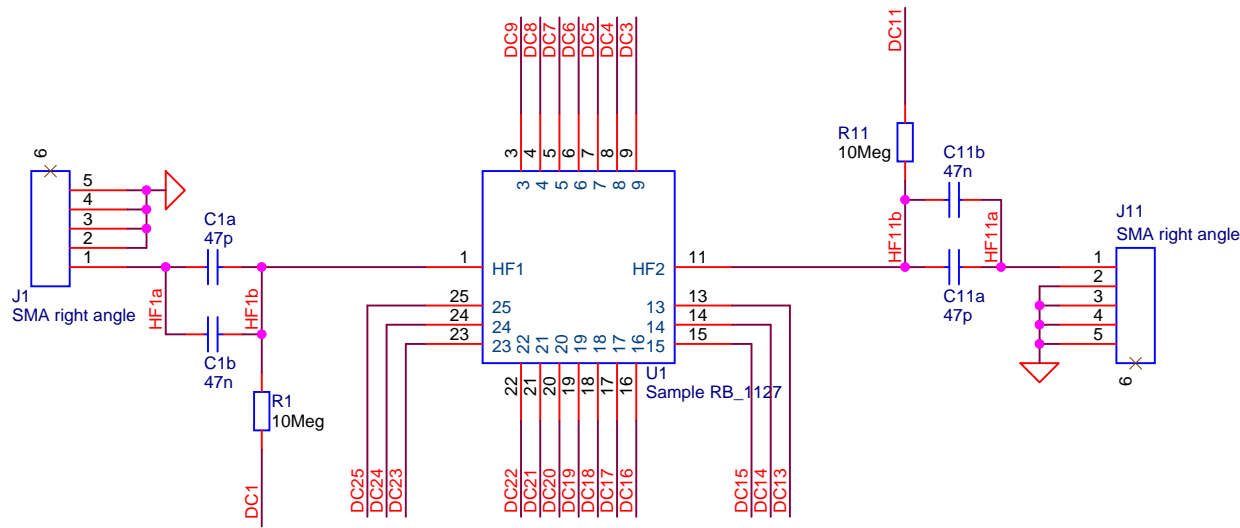 DC9
DC8
DC7
DC6
DC5
DC4
DC3
DC11
3
4
5
6
7
8
9
3
4
5
6
7
8
9
R11
10Meg
C11b
47n
HF11b
HF11a
C11a
47p
J11
SMA right angle
1
2
3
4
5
6
6
5
4
3
2
1
J1
SMA right angle
C1a
47p
HF1a
HF1b
C1b
47n
R1
10Meg
DC1
1
HF1
HF2
11
25
24
23
25
24
23
13
14
15
13
14
15
22
21
20
19
18
17
16
22
21
20
19
18
17
16
U1
Sample RB_1127
DC25
DC24
DC23
DC22
DC21
DC20
DC19
DC18
DC17
DC16
DC15
DC14
DC13